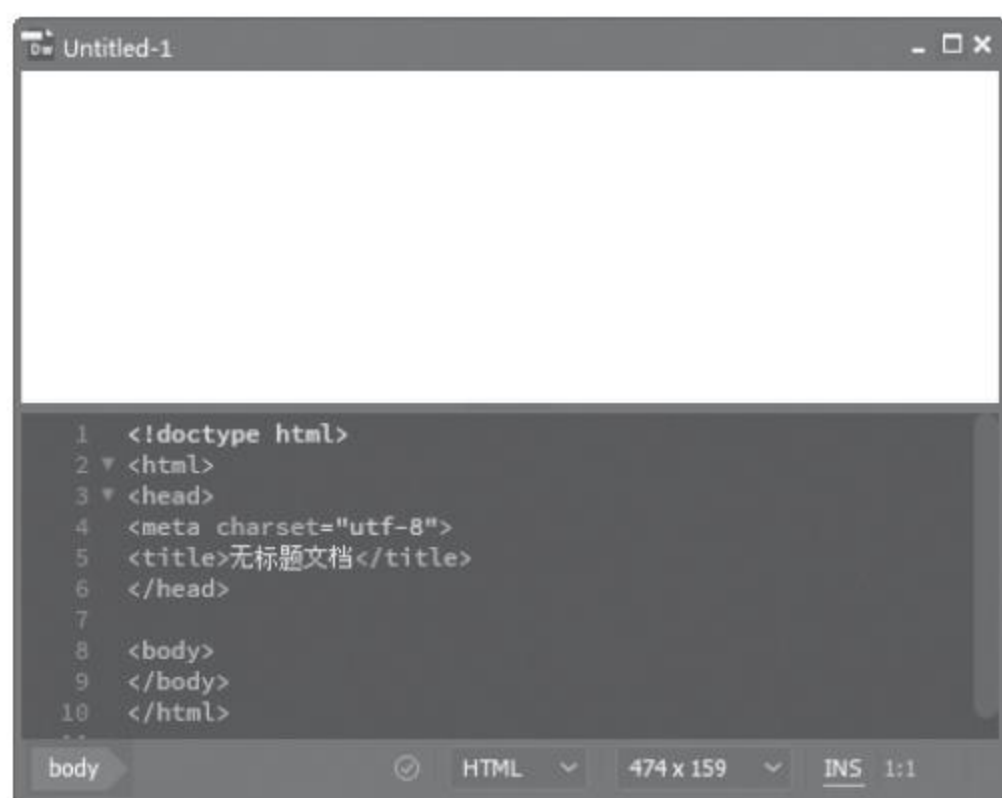 Dw Untitled-1
1 <!doctype html>
2 <html>
3 <head>
4 <meta charset="utf-8">
5 <title>无标题文档</title>
6 </head>
7
8 <body>
9 </body>
10 </html>
body HTML 474 x 159 INS 1:1